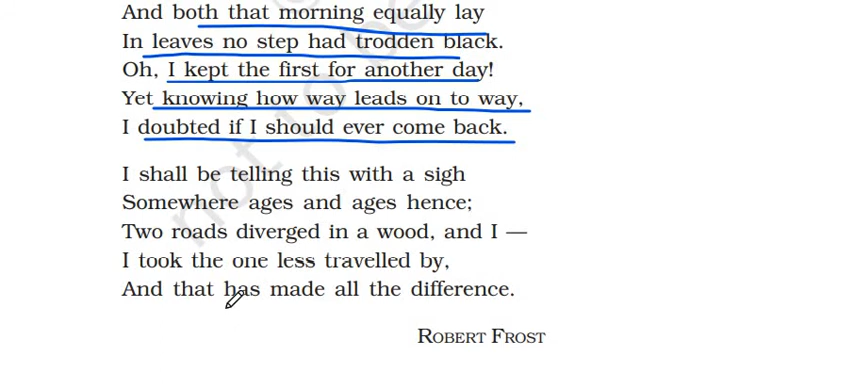 And both that morning equally lay
In leaves no step had trodden black.
Oh, I kept the first for another day!
Yet knowing how way leads on to way,
I doubted if I should ever come back.
I shall be telling this with a sigh
Somewhere ages and ages hence;
Two roads diverged in a wood, and I —
I took the one less travelled by,
And that has made all the difference.
ROBERT FROST
not to be